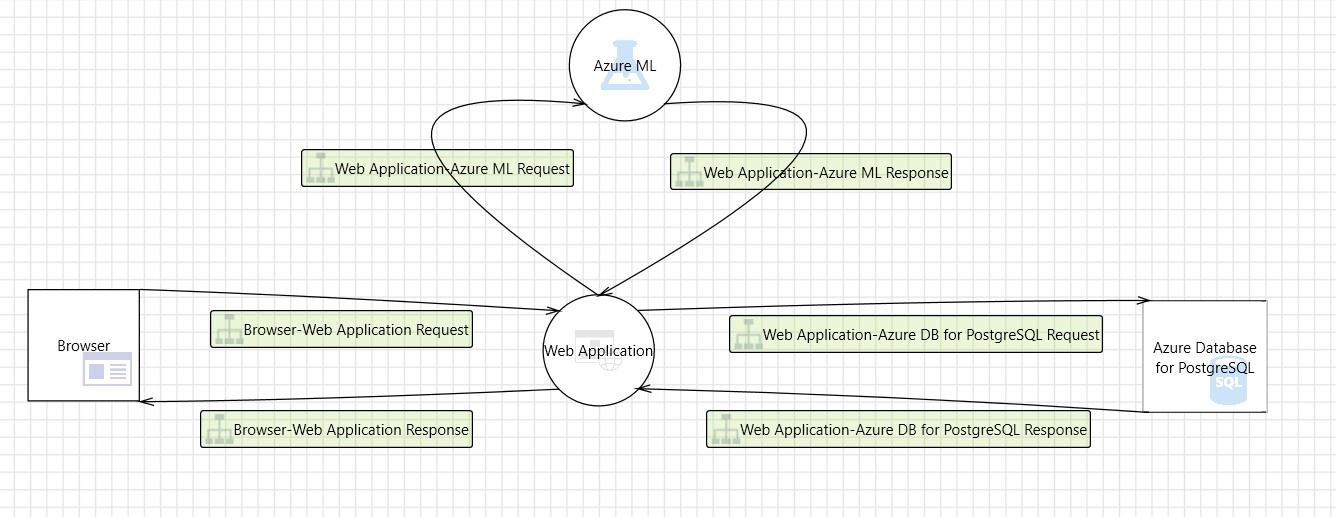 Azure ML
Web Application-Azure ML Request
Web Application-Azure ML Response
Browser-Web Application Request
Web Application-Azure DB for PostgreSQL Request
Browser
Web Application
Azure Database
for PostgreSQL
SQL
Browser-Web Application Response
Web Application-Azure DB for PostgreSQL Response